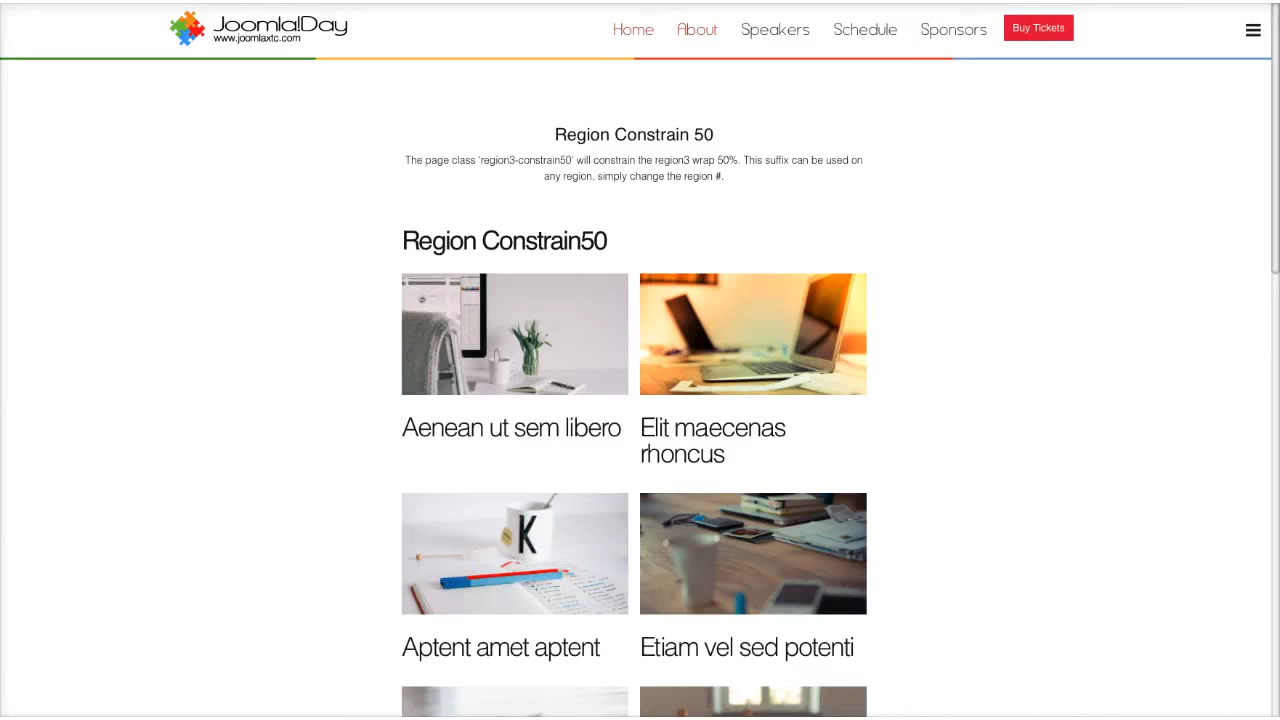 Joomla!Day
www.joomlaxtc.com
Home About Speakers Schedule Sponsors Buy Tickets
Region Constrain 50
The page class 'region3-constrain50' will constrain the region3 wrap 50%. This suffix can be used on
any region, simply change the region #.
Region Constrain50
Aenean ut sem libero
Elit maecenas
rhoncus
K
Aptent amet aptent
Etiam vel sed potenti